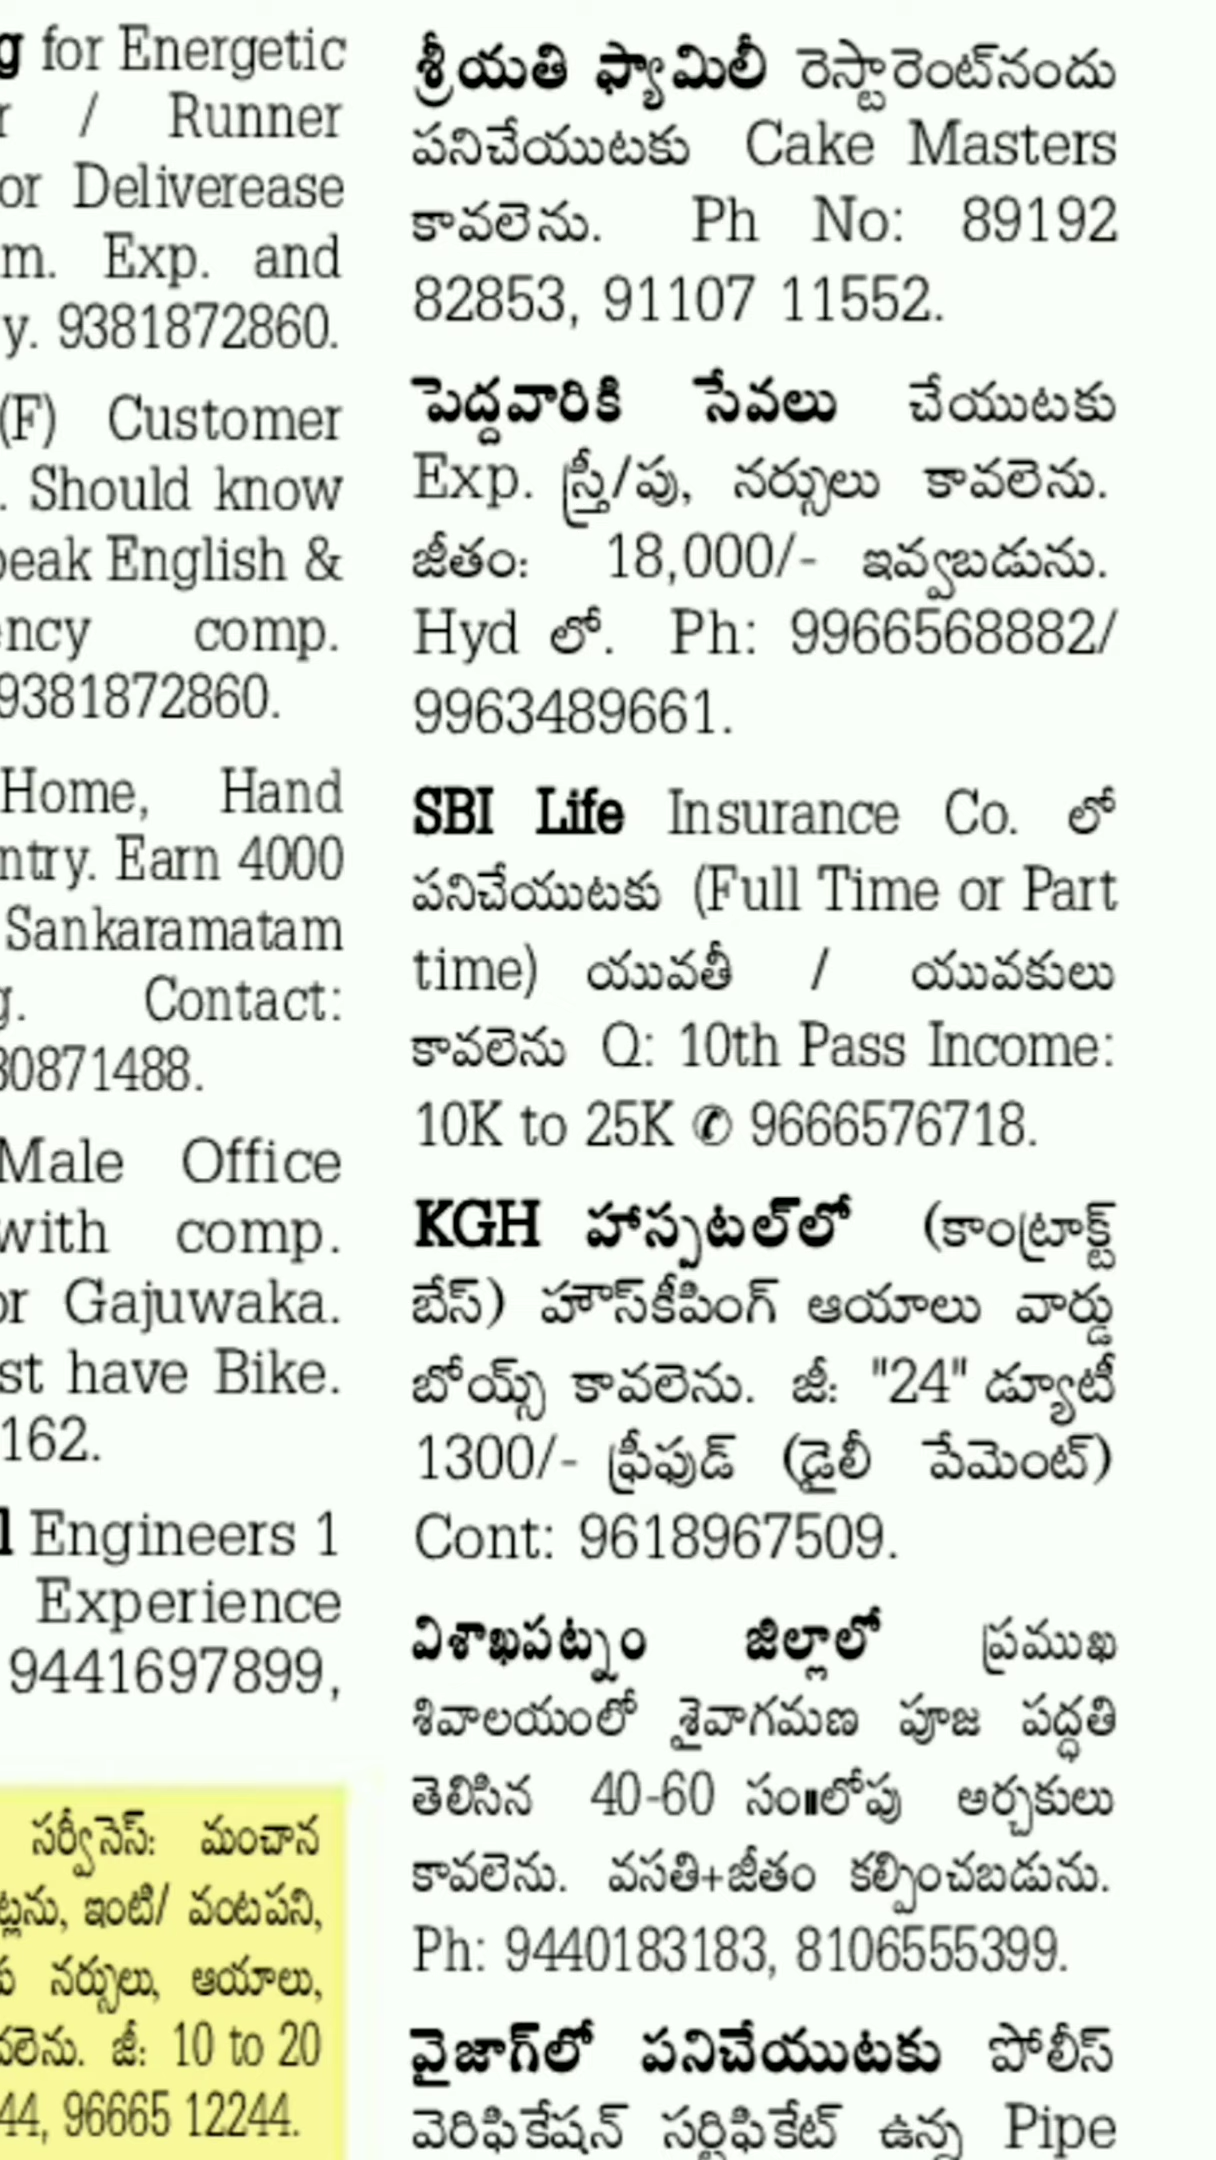 for Energetic
/ Runner
or Deliverease
m. Exp. and
y. 9381872860.
(F) Customer
. Should know
peak English &
ency comp.
9381872860.
Home, Hand
ntry. Earn 4000
Sankaramatam
g. Contact:
80871488.
Male Office
with comp.
or Gajuwaka.
st have Bike.
162.
l Engineers 1
Experience
9441697899,
సర్వీసెస్: మంచాన
ట్లను, ఇంటి/ వంటపని,
నర్సులు, ఆయాలు,
వలెను. జీ: 10 to 20
44, 96665 12244.
శ్రీయతి ఫ్యామిలీ రెస్టారెంట్‌నందు
పనిచేయుటకు Cake Masters
కావలెను. Ph No: 89192
82853, 91107 11552.
పెద్దవారికి సేవలు చేయుటకు
Exp. స్త్రీ/పు, నర్సులు కావలెను.
జీతం: 18,000/- ఇవ్వబడును.
Hyd లో. Ph: 9966568882/
9963489661.
SBI Life Insurance Co. లో
పనిచేయుటకు (Full Time or Part
time) యువతీ / యువకులు
కావలెను Q: 10th Pass Income:
10K to 25K ✆ 9666576718.
KGH హాస్పటల్‌లో (కాంట్రాక్ట్
బేస్) హౌస్‌కీపింగ్ ఆయాలు వార్డు
బోయ్స్ కావలెను. జీ: "24" డ్యూటీ
1300/- ఫ్రీఫుడ్ (డైలీ పేమెంట్)
Cont: 9618967509.
విశాఖపట్నం జిల్లాలో ప్రముఖ
శివాలయంలో శైవాగమణ పూజ పద్ధతి
తెలిసిన 40-60 సం॥లోపు అర్చకులు
కావలెను. వసతి+జీతం కల్పించబడును.
Ph: 9440183183, 8106555399.
వైజాగ్‌లో పనిచేయుటకు పోలీస్
వెరిఫికేషన్ సర్టిఫికేట్ ఉన్న Pipe